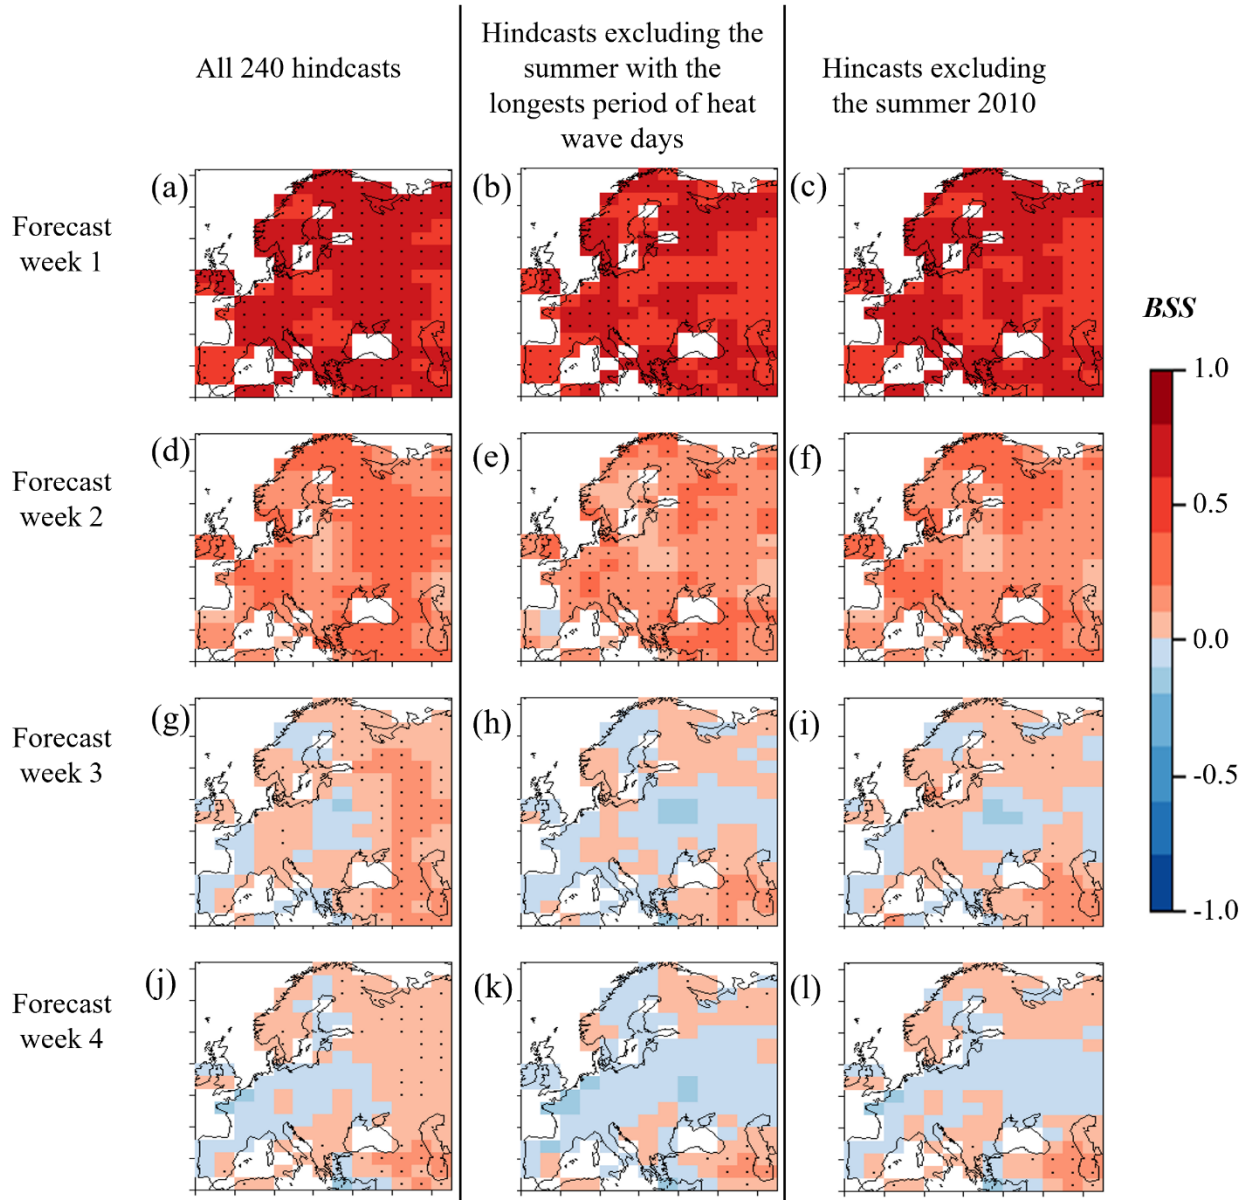 All 240 hindcasts
Hindcasts excluding the
summer with the
longests period of heat
wave days
Hincasts excluding
the summer 2010
Forecast
week 1
(a)
(b)
(c)
BSS
1.0
0.5
0.0
-0.5
-1.0
Forecast
week 2
(d)
(e)
(f)
Forecast
week 3
(g)
(h)
(i)
Forecast
week 4
(j)
(k)
(l)